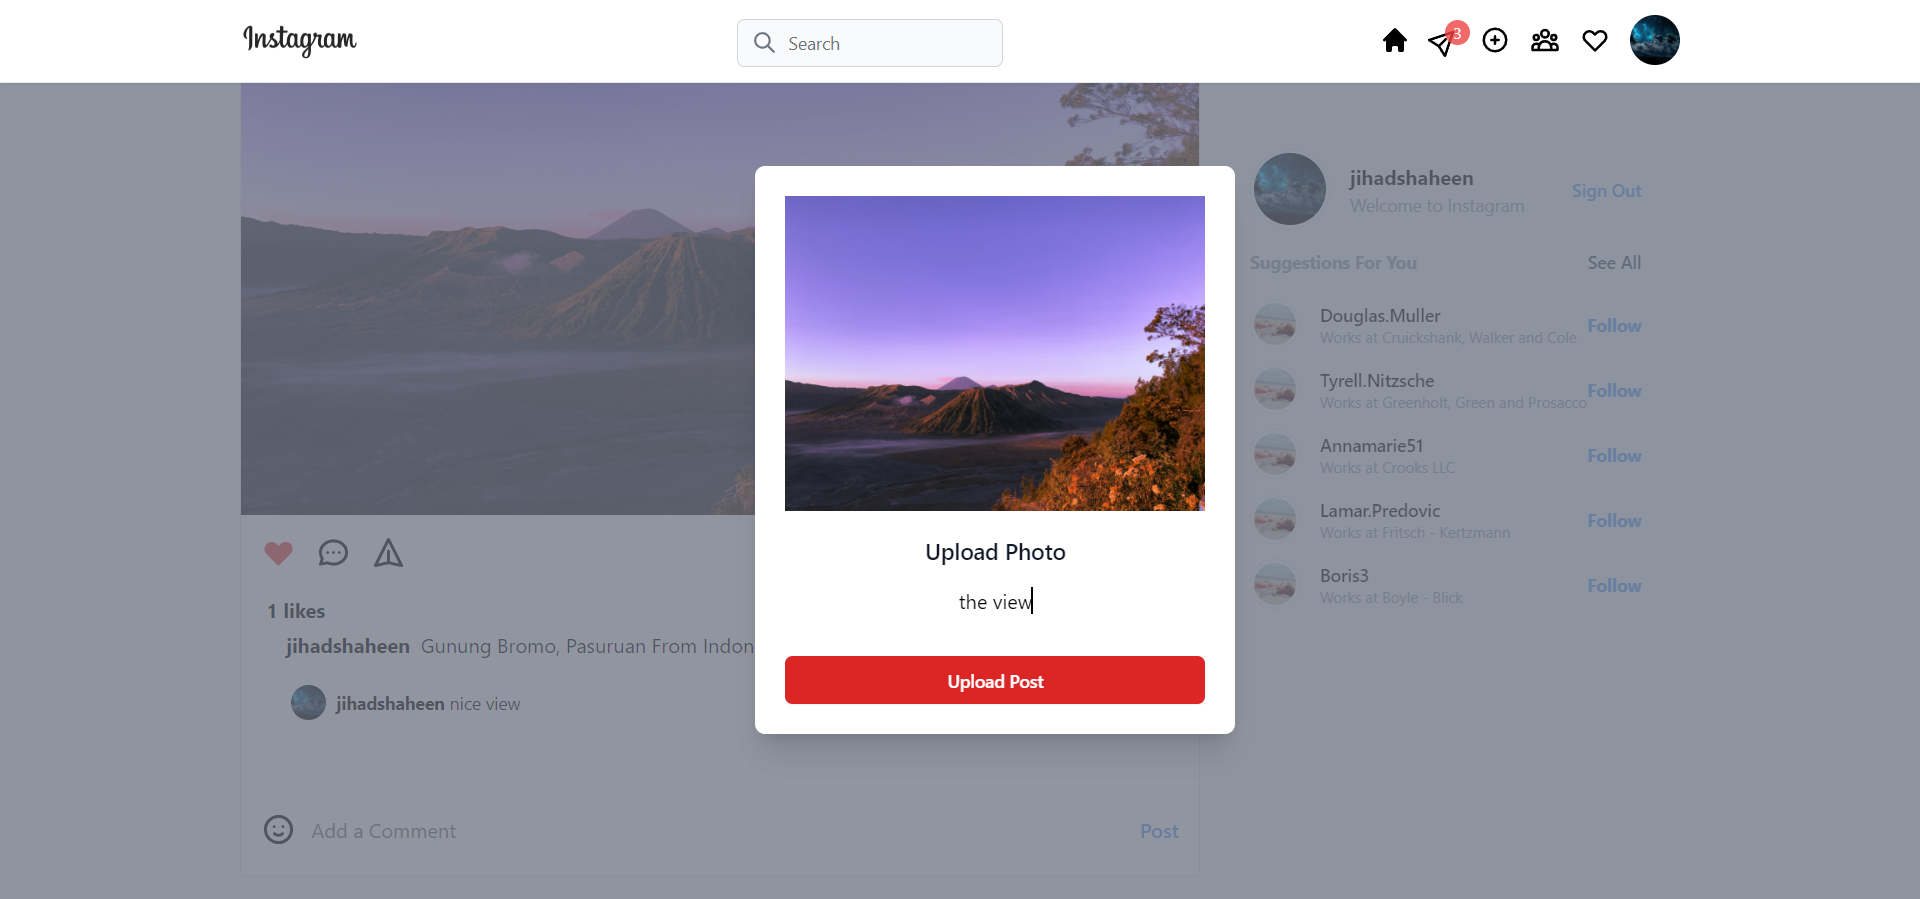 Instagram
Search
3
jihadshaheen
Welcome to Instagram
Sign Out
Suggestions For You
See All
Douglas.Muller
Works at Cruickshank, Walker and Cole
Follow
Tyrell.Nitzsche
Works at Greenholt, Green and Prosacco
Follow
Annamarie51
Works at Crooks LLC
Follow
Lamar.Predovic
Works at Fritsch - Kertzmann
Follow
Boris3
Works at Boyle - Blick
Follow
Upload Photo
the view
Upload Post
1 likes
jihadshaheen Gunung Bromo, Pasuruan From Indon
jihadshaheen nice view
Add a Comment
Post